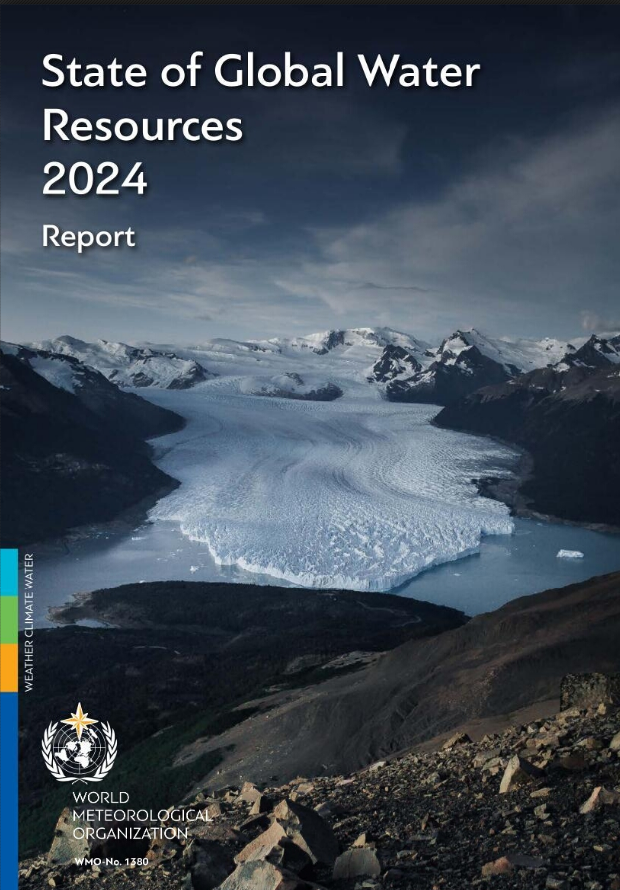 State of Global Water
Resources
2024
Report
WEATHER CLIMATE WATER
WORLD
METEOROLOGICAL
ORGANIZATION
WMO-No. 1380